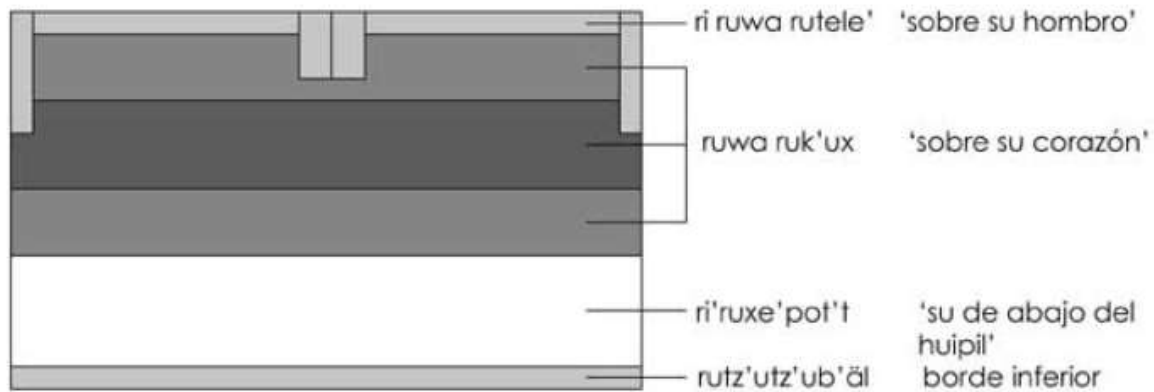 ri ruwa rutele' 'sobre su hombro'
ruwa ruk'ux 'sobre su corazón'
ri'ruxe'pot't 'su de abajo del
huipil'
rutz'utz'ub'äl borde inferior